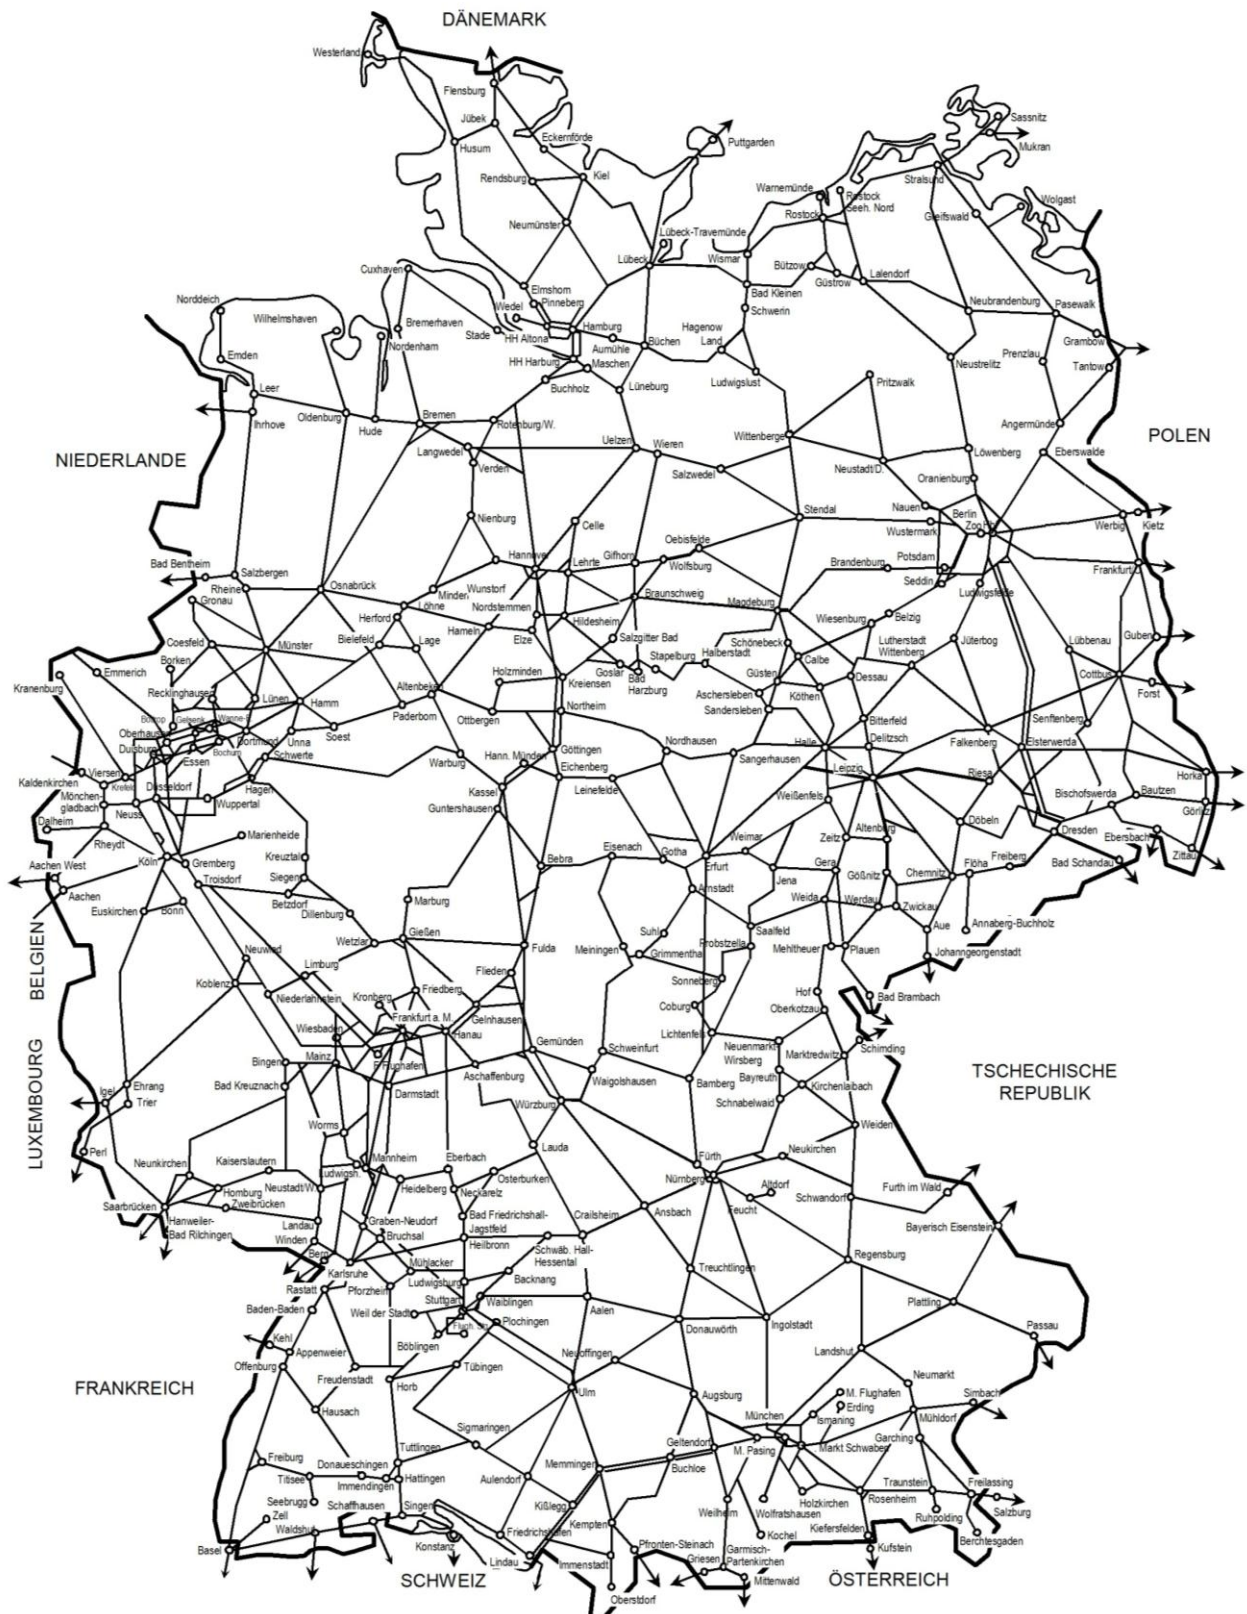 DÄNEMARK
Westerland
Flensburg
Jübek
Husum
Eckernförde
Rendsburg
Kiel
Neumünster
Puttgarden
Sassnitz
Mukran
Stralsund
Warnemünde
Rostock
Seeh. Nord
Rostock
Greifswald
Wolgast
Lübeck-Travemünde
Lübeck
Wismar
Bützow
Güstrow
Lalendorf
Cuxhaven
Elmshorn
Pinneberg
Wedel
Bad Kleinen
Schwerin
Neubrandenburg
Pasewalk
Norddeich
Wilhelmshaven
Bremerhaven
Nordenham
Stade
HH Altona
Hamburg
Aumühle
Büchen
Hagenow
Land
Grambow
Tantow
Emden
HH Harburg
Maschen
Buchholz
Lüneburg
Ludwigslust
Pritzwalk
Neustrelitz
Prenzlau
Leer
Ihrhove
Oldenburg
Hude
Bremen
Rotenburg/W.
Angermünde
NIEDERLANDE
POLEN
Langwedel
Verden
Uelzen
Wieren
Salzwedel
Wittenberge
Neustadt/D.
Löwenberg
Eberswalde
Oranienburg
Nienburg
Celle
Stendal
Nauen
Wustermark
Berlin
Zoo
Werbig
Kietz
Bad Bentheim
Salzbergen
Rheine
Gronau
Osnabrück
Hannover
Wunstorf
Lehrte
Gifhorn
Oebisfelde
Wolfsburg
Brandenburg
Potsdam
Seddin
Ludwigsfelde
Frankfurt
Minden
Löhne
Herford
Nordstemmen
Braunschweig
Magdeburg
Hildesheim
Coesfeld
Münster
Bielefeld
Lage
Hameln
Elze
Salzgitter Bad
Stapelburg
Halberstadt
Schönebeck
Calbe
Wiesenburg
Belzig
Lutherstadt
Wittenberg
Jüterbog
Lübbenau
Guben
Borken
Emmerich
Kranenburg
Recklinghausen
Lünen
Hamm
Altenbeken
Holzminden
Kreiensen
Goslar
Bad
Harzburg
Güsten
Aschersleben
Köthen
Dessau
Cottbus
Forst
Bottrop
Gelsenk.
Wanne-E.
Oberhausen
Duisburg
Essen
Bochum
Dortmund
Unna
Schwerte
Soest
Paderborn
Ottbergen
Northeim
Sandersleben
Bitterfeld
Delitzsch
Senftenberg
Falkenberg
Elsterwerda
Warburg
Hann. Münden
Göttingen
Eichenberg
Leinefelde
Nordhausen
Sangerhausen
Halle
Leipzig
Riesa
Horka
Viersen
Kaldenkirchen
Krefeld
Düsseldorf
Hagen
Wuppertal
Mönchen-
gladbach
Neuss
Dalheim
Rheydt
Kassel
Guntershausen
Weißenfels
Bischofswerda
Bautzen
Görlitz
Döbeln
Dresden
Ebersbach
Zittau
Aachen West
Aachen
Köln
Gremberg
Marienheide
Troisdorf
Kreuztal
Siegen
Betzdorf
Dillenburg
Bebra
Eisenach
Gotha
Erfurt
Weimar
Zeitz
Altenburg
Gera
Gößnitz
Chemnitz
Flöha
Freiberg
Bad Schandau
Jena
Arnstadt
Euskirchen
Bonn
Marburg
Gießen
Wetzlar
Weida
Werdau
Zwickau
Aue
Annaberg-Buchholz
Johanngeorgenstadt
Suhl
Meiningen
Grimmenthal
Probstzella
Saalfeld
Mehltheuer
Plauen
BELGIEN
Neuwied
Limburg
Koblenz
Niederlahnstein
Fulda
Flieden
Sonneberg
Hof
Bad Brambach
Kronberg
Friedberg
Gelnhausen
Frankfurt a. M.
Hanau
Wiesbaden
Coburg
Oberkotzau
Lichtenfels
LUXEMBOURG
Bingen
Mainz
F. Flughafen
Gemünden
Schweinfurt
Neuenmarkt
Wirsberg
Marktredwitz
Schirnding
TSCHECHISCHE
REPUBLIK
Igel
Ehrang
Trier
Bad Kreuznach
Darmstadt
Aschaffenburg
Waigolshausen
Bamberg
Bayreuth
Kirchenlaibach
Schnabelwaid
Worms
Würzburg
Weiden
Perl
Lauda
Neunkirchen
Kaiserslautern
Ludwigsh.
Mannheim
Eberbach
Osterburken
Fürth
Nürnberg
Neukirchen
Altdorf
Feucht
Schwandorf
Furth im Wald
Saarbrücken
Homburg
Zweibrücken
Neustadt/W.
Heidelberg
Neckarelz
Hanweiler-
Bad Rilchingen
Landau
Winden
Berg
Graben-Neudorf
Bruchsal
Bad Friedrichshall-
Jagstfeld
Heilbronn
Crailsheim
Schwäb. Hall-
Hessental
Ansbach
Bayerisch Eisenstein
Karlsruhe
Mühlacker
Ludwigsburg
Backnang
Treuchtlingen
Regensburg
Rastatt
Pforzheim
Baden-Baden
Weil der Stadt
Stuttgart
Waiblingen
Aalen
Flugh. Stg.
Plochingen
Donauwörth
Ingolstadt
Plattling
Passau
Kehl
Appenweier
Offenburg
Böblingen
Neuoffingen
Landshut
FRANKREICH
Freudenstadt
Horb
Tübingen
Ulm
Augsburg
Neumarkt
M. Flughafen
Erding
Ismaning
Simbach
Mühldorf
Hausach
Sigmaringen
München
Geltendorf
M. Pasing
Markt Schwaben
Garching
Freiburg
Donaueschingen
Tuttlingen
Titisee
Immendingen
Hattingen
Aulendorf
Memmingen
Buchloe
Traunstein
Freilassing
Seebrugg
Zell
Waldshut
Schaffhausen
Singen
Kißlegg
Weilheim
Wolfratshausen
Holzkirchen
Rosenheim
Ruhpolding
Salzburg
Basel
Konstanz
Friedrichshafen
Lindau
Kempten
Immenstadt
Pfronten-Steinach
Kochel
Kiefersfelden
Kufstein
Berchtesgaden
SCHWEIZ
Griesen
Garmisch-
Partenkirchen
Mittenwald
ÖSTERREICH
Oberstdorf